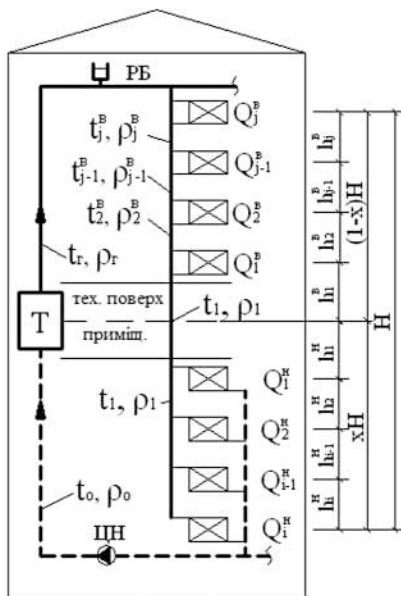 РБ
Q_j^в
t_j^в, ρ_j^в
t_{j-1}^в, ρ_{j-1}^в
Q_{j-1}^в
t_2^в, ρ_2^в
Q_2^в
Q_1^в
t_г, ρ_г
тех. поверх
Т
t_1, ρ_1
приміщ.
Q_1^н
t_1, ρ_1
Q_2^н
Q_{i-1}^н
t_о, ρ_о
ЦН
Q_i^н
h_j^в
h_{j-1}^в
h_2^в
h_1^в
h_1^н
h_2^н
h_{i-1}^н
h_i^н
(1-x)H
xH
H